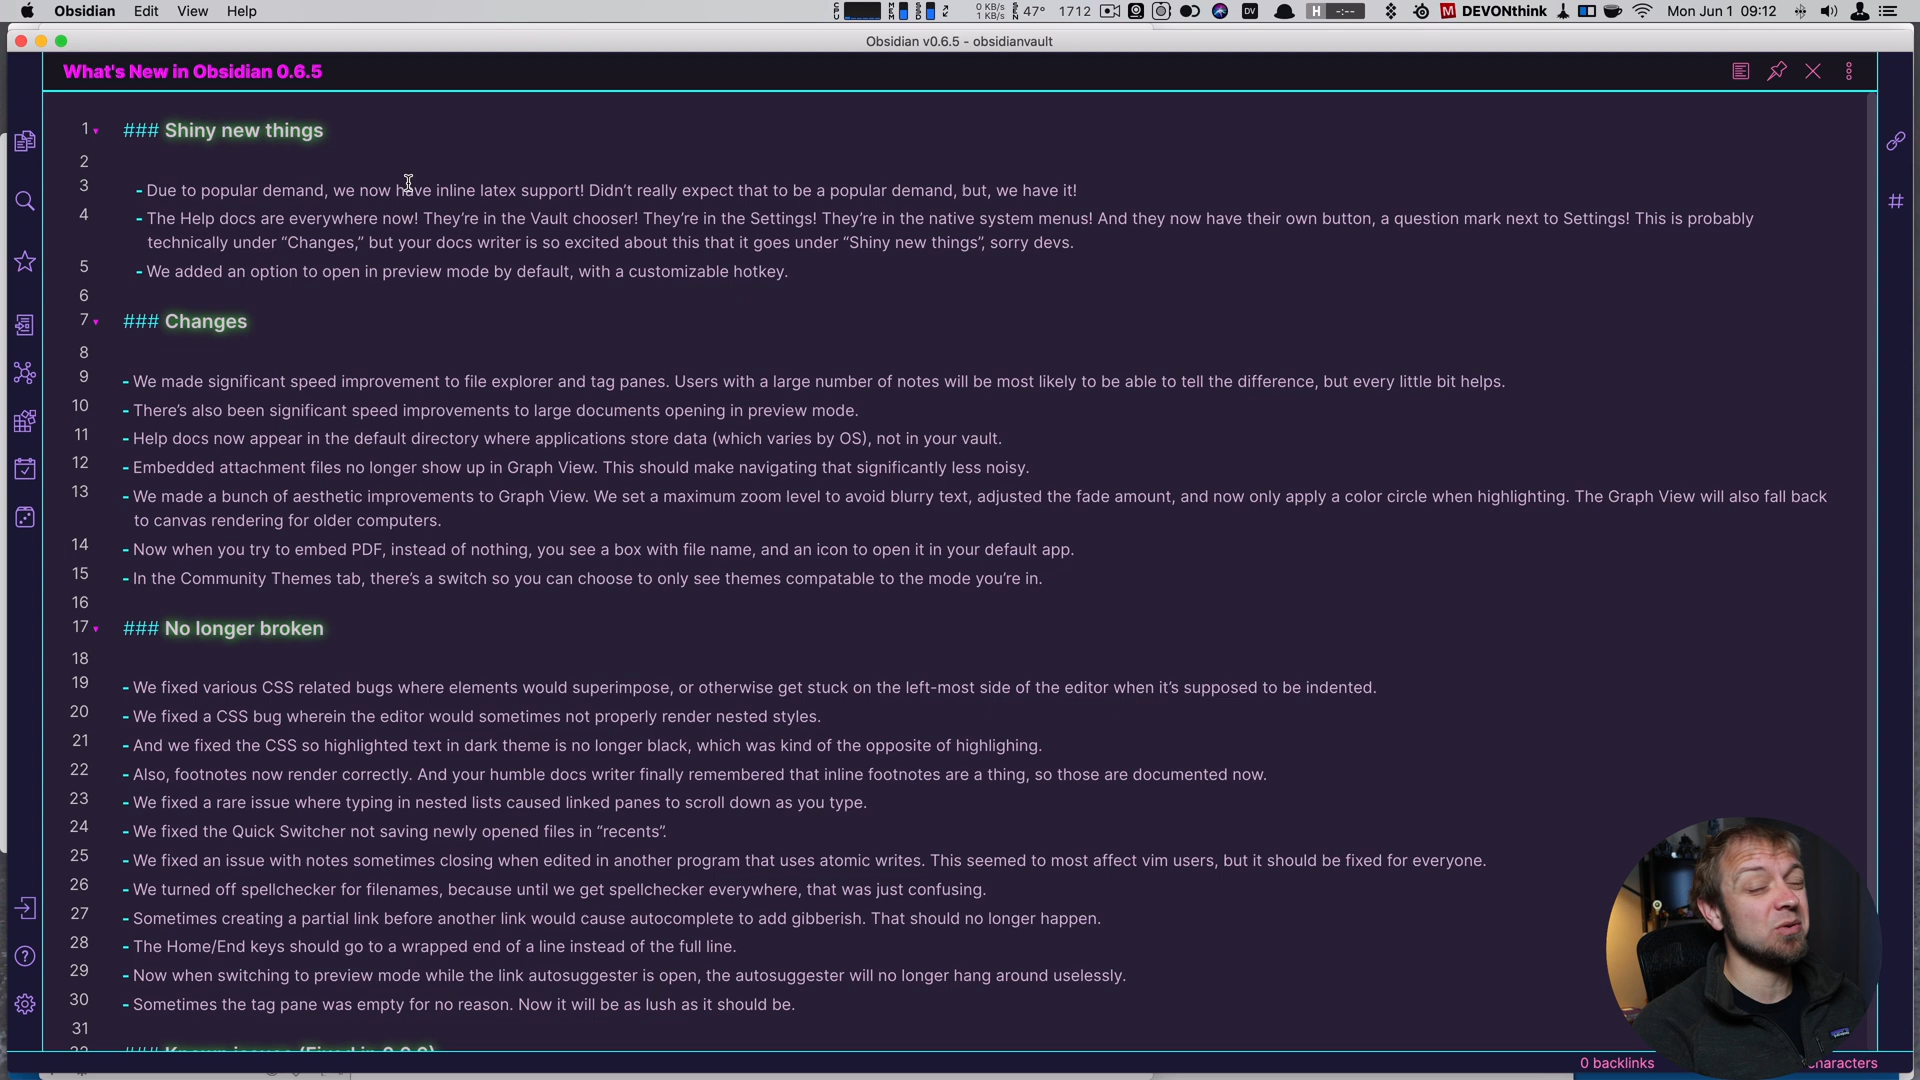 Obsidian Edit View Help
0 KB/s
1 KB/s
47° 1712 DV H -:-- M DEVONthink Mon Jun 1 09:12
Obsidian v0.6.5 - obsidianvault
What's New in Obsidian 0.6.5
1 ### Shiny new things
2
3 - Due to popular demand, we now have inline latex support! Didn’t really expect that to be a popular demand, but, we have it!
4 - The Help docs are everywhere now! They’re in the Vault chooser! They’re in the Settings! They’re in the native system menus! And they now have their own button, a question mark next to Settings! This is probably
technically under “Changes,” but your docs writer is so excited about this that it goes under “Shiny new things”, sorry devs.
5 - We added an option to open in preview mode by default, with a customizable hotkey.
6
7 ### Changes
8
9 - We made significant speed improvement to file explorer and tag panes. Users with a large number of notes will be most likely to be able to tell the difference, but every little bit helps.
10 - There’s also been significant speed improvements to large documents opening in preview mode.
11 - Help docs now appear in the default directory where applications store data (which varies by OS), not in your vault.
12 - Embedded attachment files no longer show up in Graph View. This should make navigating that significantly less noisy.
13 - We made a bunch of aesthetic improvements to Graph View. We set a maximum zoom level to avoid blurry text, adjusted the fade amount, and now only apply a color circle when highlighting. The Graph View will also fall back
to canvas rendering for older computers.
14 - Now when you try to embed PDF, instead of nothing, you see a box with file name, and an icon to open it in your default app.
15 - In the Community Themes tab, there’s a switch so you can choose to only see themes compatable to the mode you’re in.
16
17 ### No longer broken
18
19 - We fixed various CSS related bugs where elements would superimpose, or otherwise get stuck on the left-most side of the editor when it’s supposed to be indented.
20 - We fixed a CSS bug wherein the editor would sometimes not properly render nested styles.
21 - And we fixed the CSS so highlighted text in dark theme is no longer black, which was kind of the opposite of highlighing.
22 - Also, footnotes now render correctly. And your humble docs writer finally remembered that inline footnotes are a thing, so those are documented now.
23 - We fixed a rare issue where typing in nested lists caused linked panes to scroll down as you type.
24 - We fixed the Quick Switcher not saving newly opened files in “recents”.
25 - We fixed an issue with notes sometimes closing when edited in another program that uses atomic writes. This seemed to most affect vim users, but it should be fixed for everyone.
26 - We turned off spellchecker for filenames, because until we get spellchecker everywhere, that was just confusing.
27 - Sometimes creating a partial link before another link would cause autocomplete to add gibberish. That should no longer happen.
28 - The Home/End keys should go to a wrapped end of a line instead of the full line.
29 - Now when switching to preview mode while the link autosuggester is open, the autosuggester will no longer hang around uselessly.
30 - Sometimes the tag pane was empty for no reason. Now it will be as lush as it should be.
31
0 backlinks characters